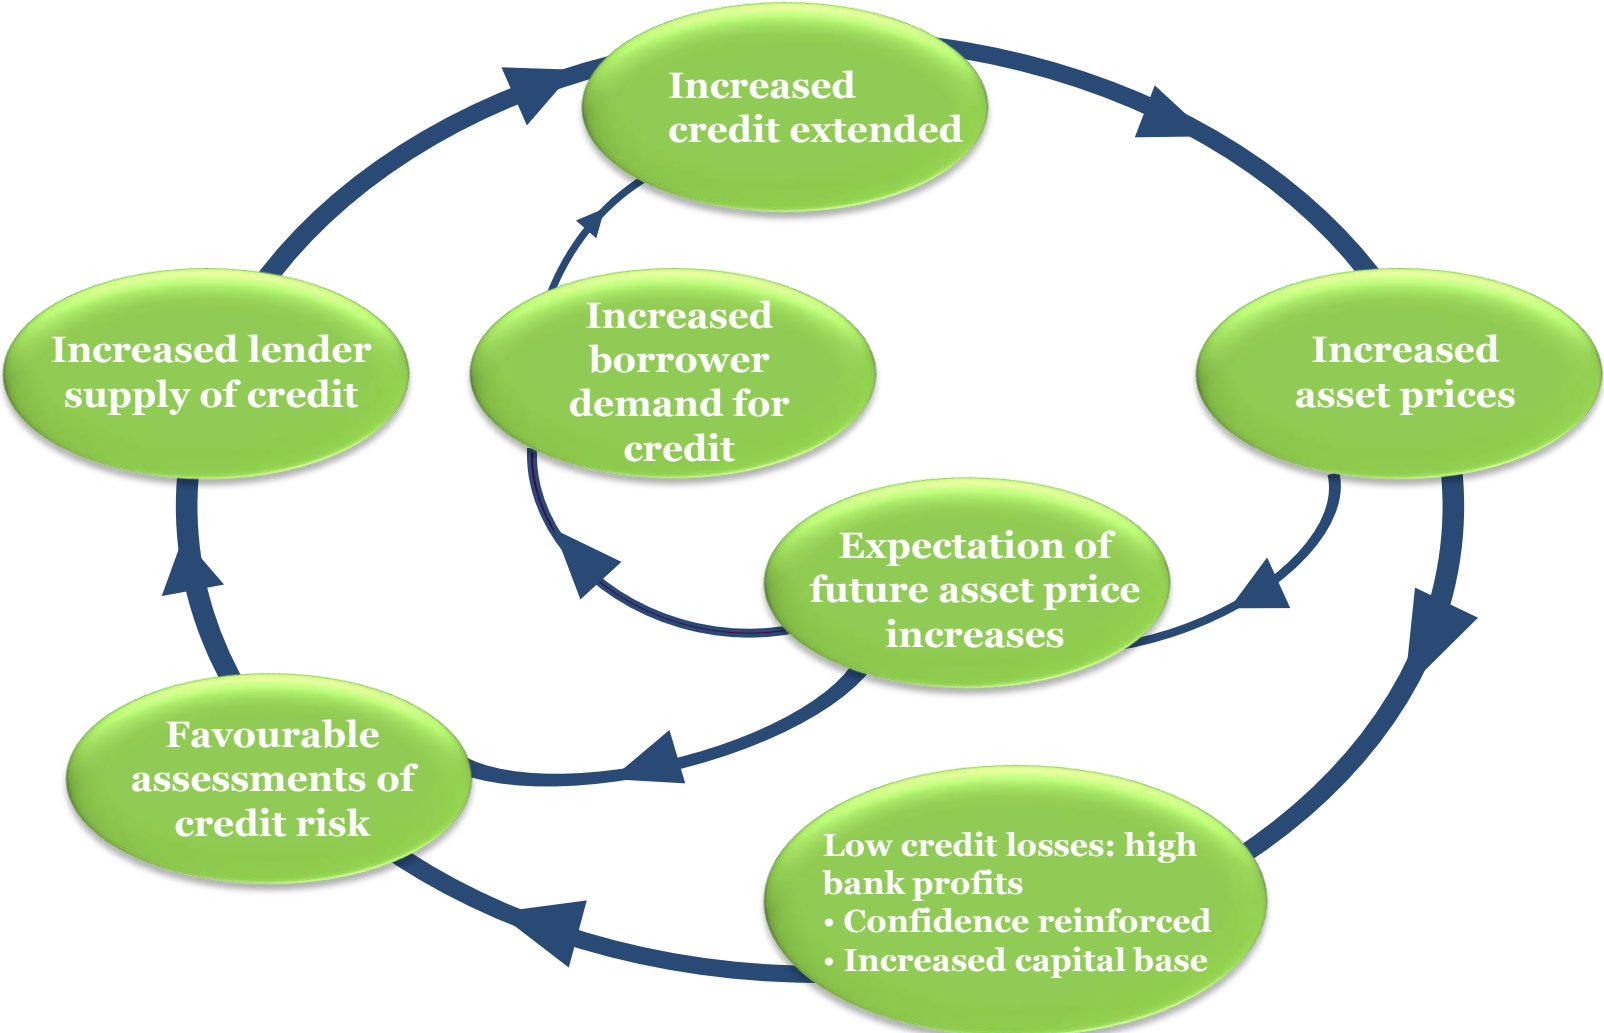 Increased
credit extended
Increased lender
supply of credit
Increased
borrower
demand for
credit
Increased
asset prices
Expectation of
future asset price
increases
Favourable
assessments of
credit risk
Low credit losses: high
bank profits
• Confidence reinforced
• Increased capital base